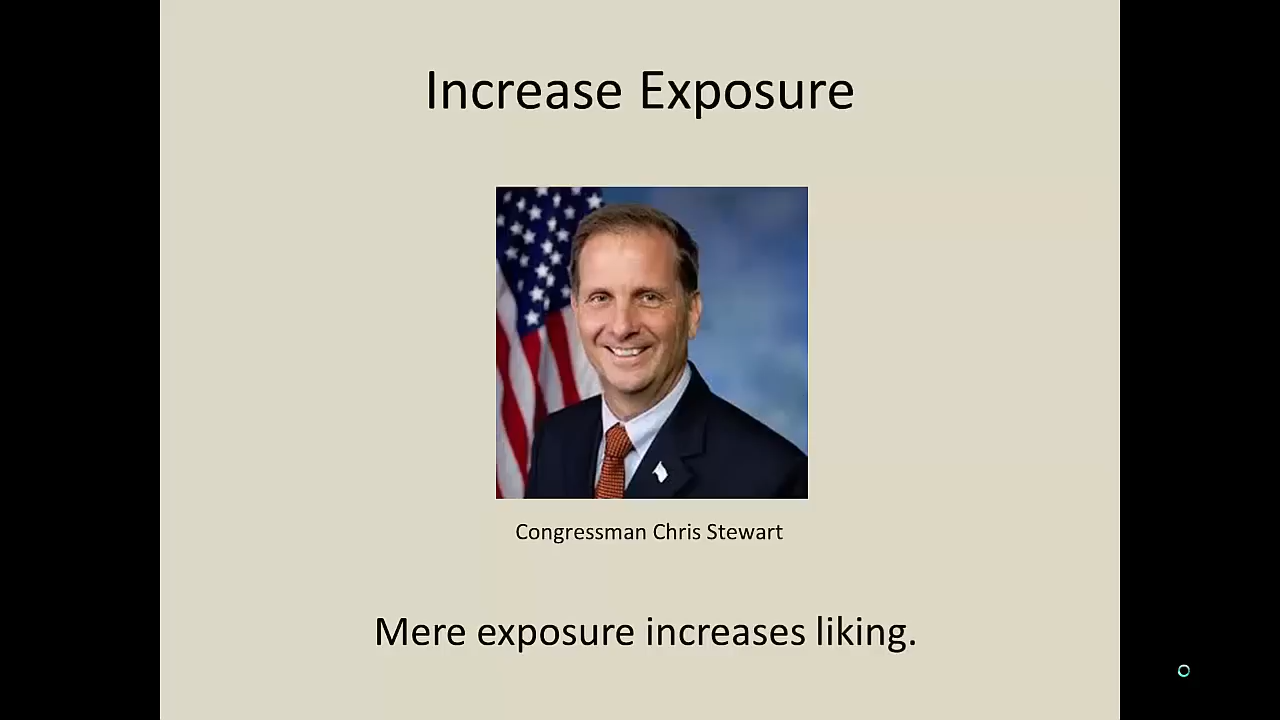 Increase Exposure
Congressman Chris Stewart
Mere exposure increases liking.